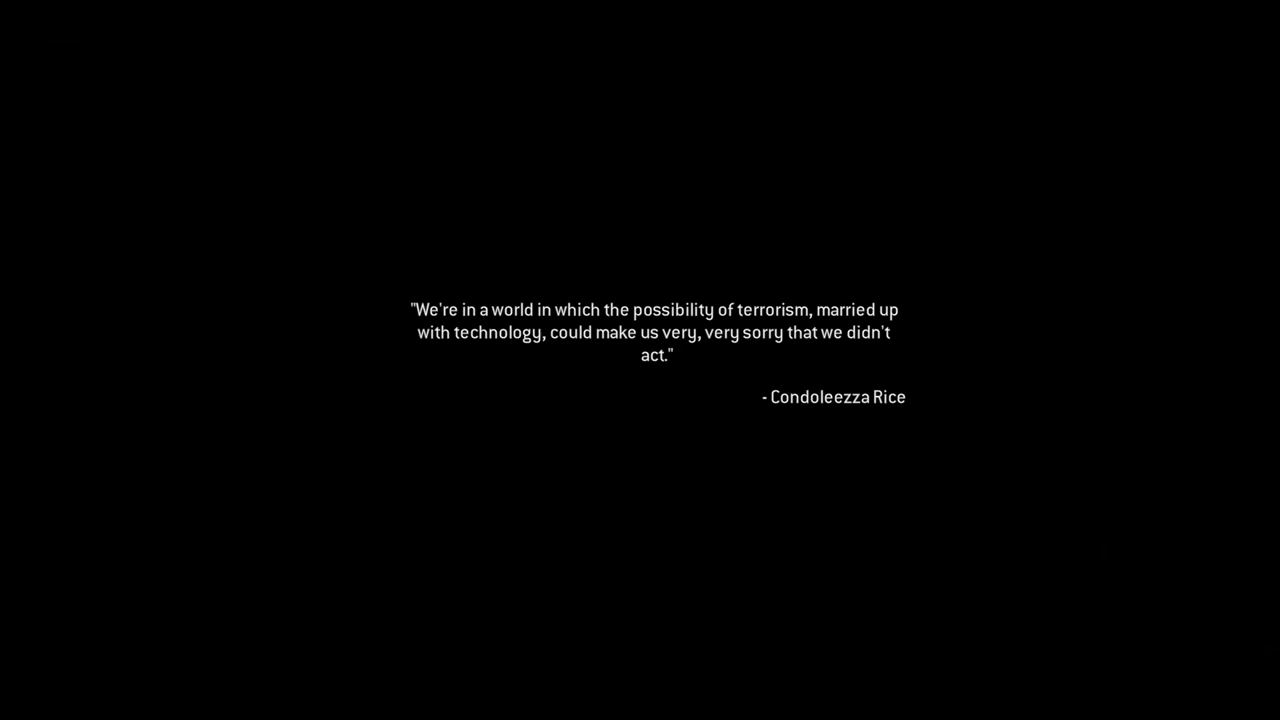 "We're in a world in which the possibility of terrorism, married up
with technology, could make us very, very sorry that we didn't
act."
- Condoleezza Rice